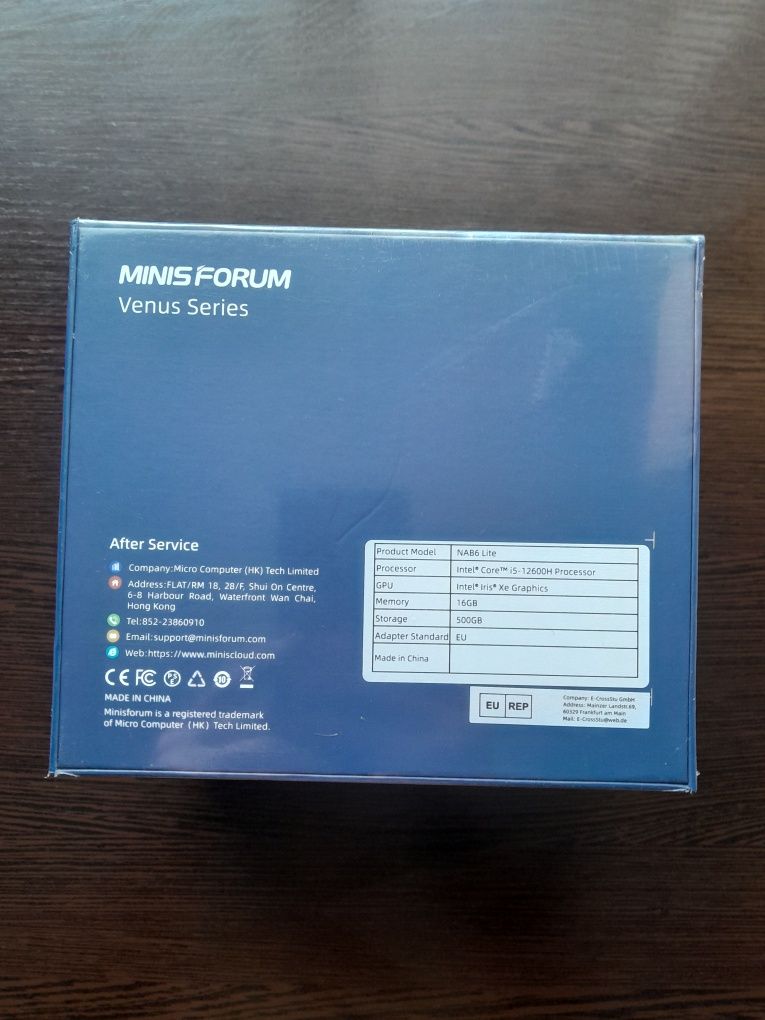 MINISFORUM
Venus Series
After Service
Company:Micro Computer (HK) Tech Limited
Address:FLAT/RM 18, 28/F, Shui On Centre,
6-8 Harbour Road, Waterfront Wan Chai,
Hong Kong
Tel:852-23860910
Email:support@minisforum.com
Web:https://www.miniscloud.com
CE FC PSE 10
MADE IN CHINA
Minisforum is a registered trademark
of Micro Computer (HK) Tech Limited.
Product Model NAB6 Lite
Processor Intel® Core™ i5-12600H Processor
GPU Intel® Iris® Xe Graphics
Memory 16GB
Storage 500GB
Adapter Standard EU
Made in China
EU REP
Company: E-CrossStu GmbH
Address: Mainzer Landstr.69,
60329 Frankfurt am Main
Mail: E-CrossStu@web.de